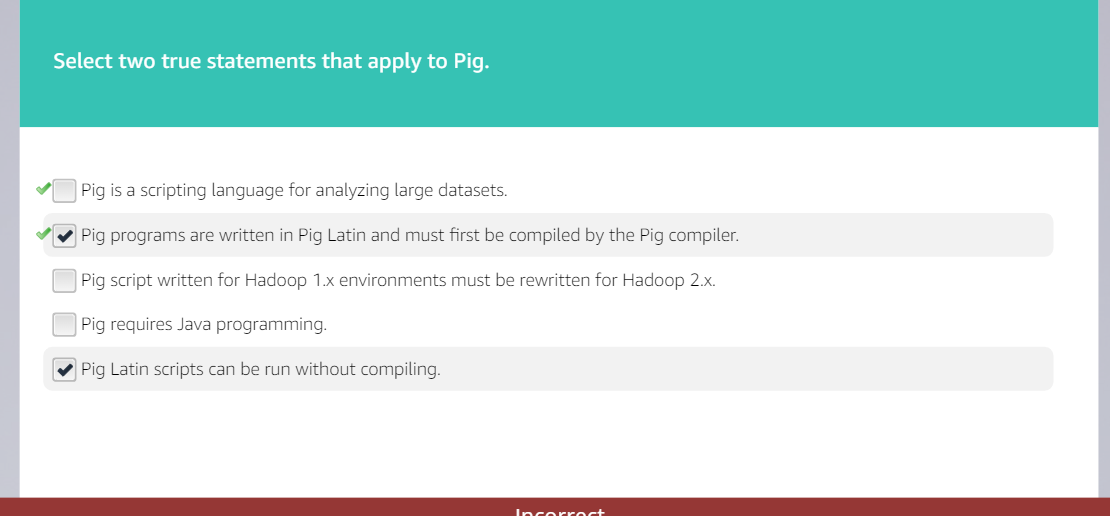 Select two true statements that apply to Pig.
Pig is a scripting language for analyzing large datasets.
Pig programs are written in Pig Latin and must first be compiled by the Pig compiler.
Pig script written for Hadoop 1.x environments must be rewritten for Hadoop 2.x.
Pig requires Java programming.
Pig Latin scripts can be run without compiling.
Incorrect